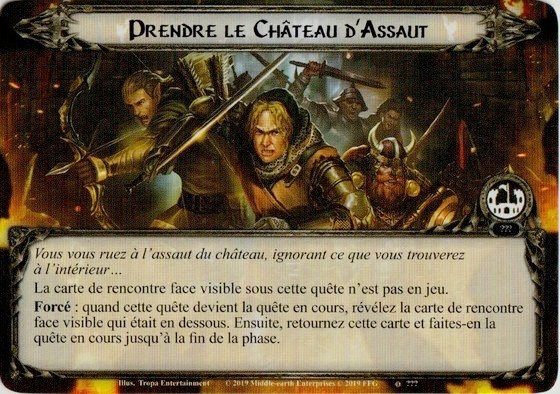 Prendre le Château d'Assaut
???
Vous vous ruez à l'assaut du château, ignorant ce que vous trouverez
à l'intérieur…
La carte de rencontre face visible sous cette quête n'est pas en jeu.
Forcé : quand cette quête devient la quête en cours, révélez la carte de rencontre
face visible qui était en dessous. Ensuite, retournez cette carte et faites-en la
quête en cours jusqu'à la fin de la phase.
Illus. Tropa Entertainment © 2019 Middle-earth Enterprises © 2019 FFG ???